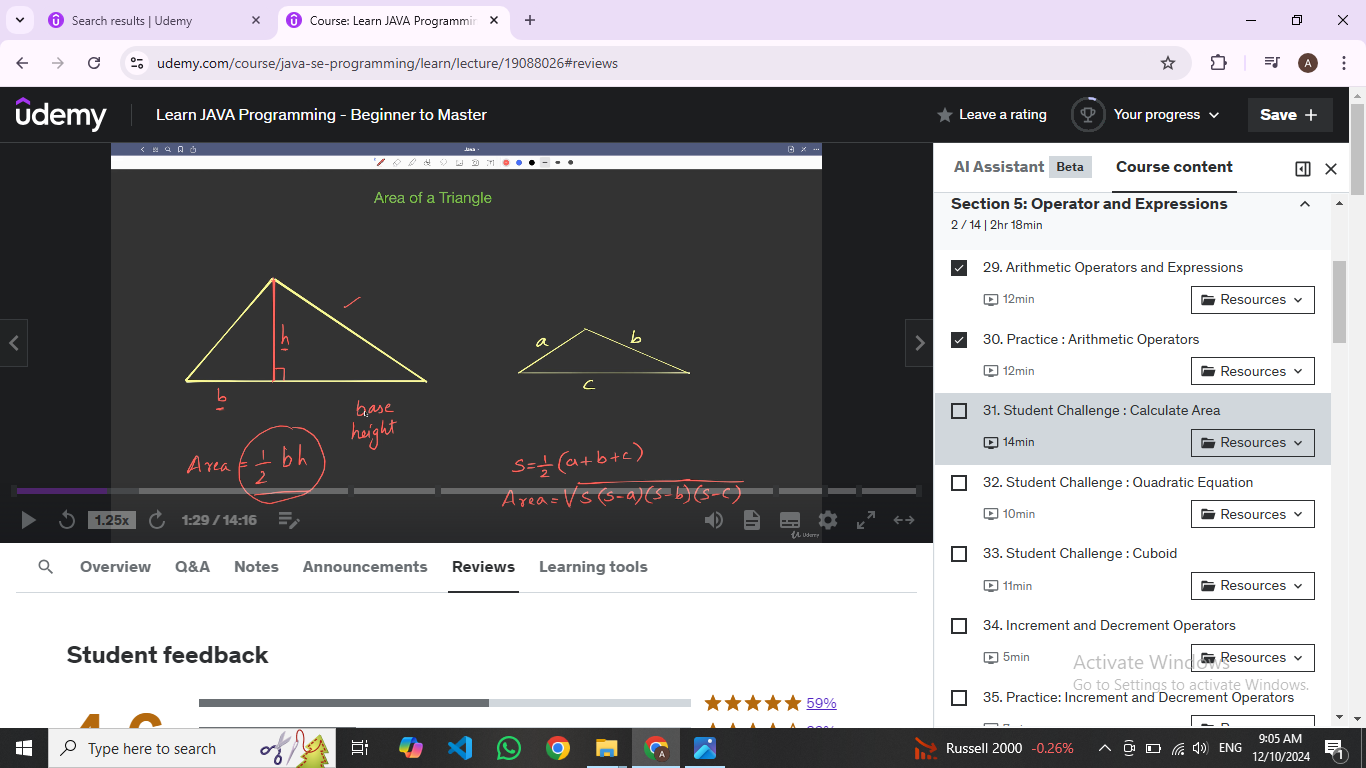 Search results | Udemy
Course: Learn JAVA Programmin
udemy.com/course/java-se-programming/learn/lecture/19088026#reviews
A
udemy
Learn JAVA Programming - Beginner to Master
Leave a rating
Your progress
Save +
Java
Area of a Triangle
h
b
base
height
Area = 1/2 bh
a
b
c
s=1/2 (a+b+c)
Area=√s(s-a)(s-b)(s-c)
1.25x
1:29 / 14:16
Udemy
AI Assistant Beta
Course content
Section 5: Operator and Expressions
2 / 14 | 2hr 18min
29. Arithmetic Operators and Expressions
12min
Resources
30. Practice : Arithmetic Operators
12min
Resources
31. Student Challenge : Calculate Area
14min
Resources
32. Student Challenge : Quadratic Equation
10min
Resources
33. Student Challenge : Cuboid
11min
Resources
34. Increment and Decrement Operators
5min
Resources
35. Practice: Increment and Decrement Operators
Activate Windows
Go to Settings to activate Windows.
Overview
Q&A
Notes
Announcements
Reviews
Learning tools
Student feedback
59%
Type here to search
Russell 2000 -0.26%
ENG
9:05 AM
12/10/2024
1